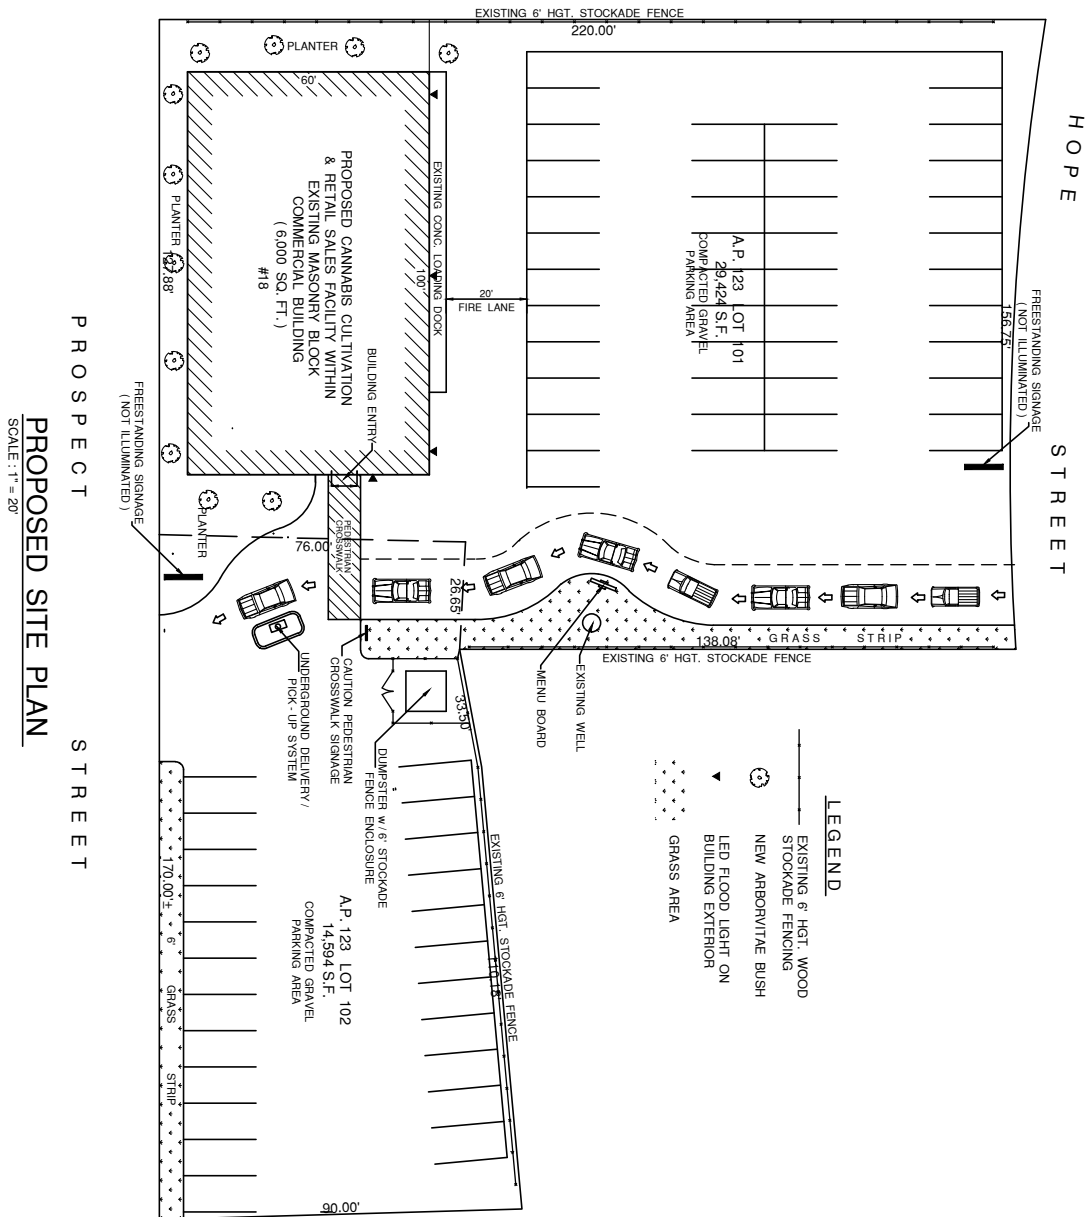 EXISTING 6' HGT. STOCKADE FENCE
220.00'
HOPE
STREET
PLANTER
60'
PROPOSED CANNABIS CULTIVATION
& RETAIL SALES FACILITY WITHIN
EXISTING MASONRY BLOCK
COMMERCIAL BUILDING
( 6,000 SQ. FT. )
#18
EXISTING CONC. LOADING DOCK
100'
20'
FIRE LANE
A.P. 123 LOT 101
29,424 S.F.
COMPACTED GRAVEL
PARKING AREA
FREESTANDING SIGNAGE
( NOT ILLUMINATED )
156.75'
PLANTER
BUILDING ENTRY
PEDESTRIAN
CROSSWALK
PLANTER
76.00'
26.65'
FREESTANDING SIGNAGE
( NOT ILLUMINATED )
138.08'
GRASS STRIP
EXISTING 6' HGT. STOCKADE FENCE
EXISTING WELL
MENU BOARD
33.50'
CAUTION PEDESTRIAN
CROSSWALK SIGNAGE
UNDERGROUND DELIVERY /
PICK - UP SYSTEM
DUMPSTER w / 6' STOCKADE
FENCE ENCLOSURE
EXISTING 6' HGT. STOCKADE FENCE
A.P. 123 LOT 102
14,594 S.F.
COMPACTED GRAVEL
PARKING AREA
170.00'± 6' GRASS STRIP
90.00'
LEGEND
EXISTING 6' HGT. WOOD
STOCKADE FENCING
NEW ARBORVITAE BUSH
LED FLOOD LIGHT ON
BUILDING EXTERIOR
GRASS AREA
PROSPECT
STREET
PROPOSED SITE PLAN
SCALE : 1" = 20'